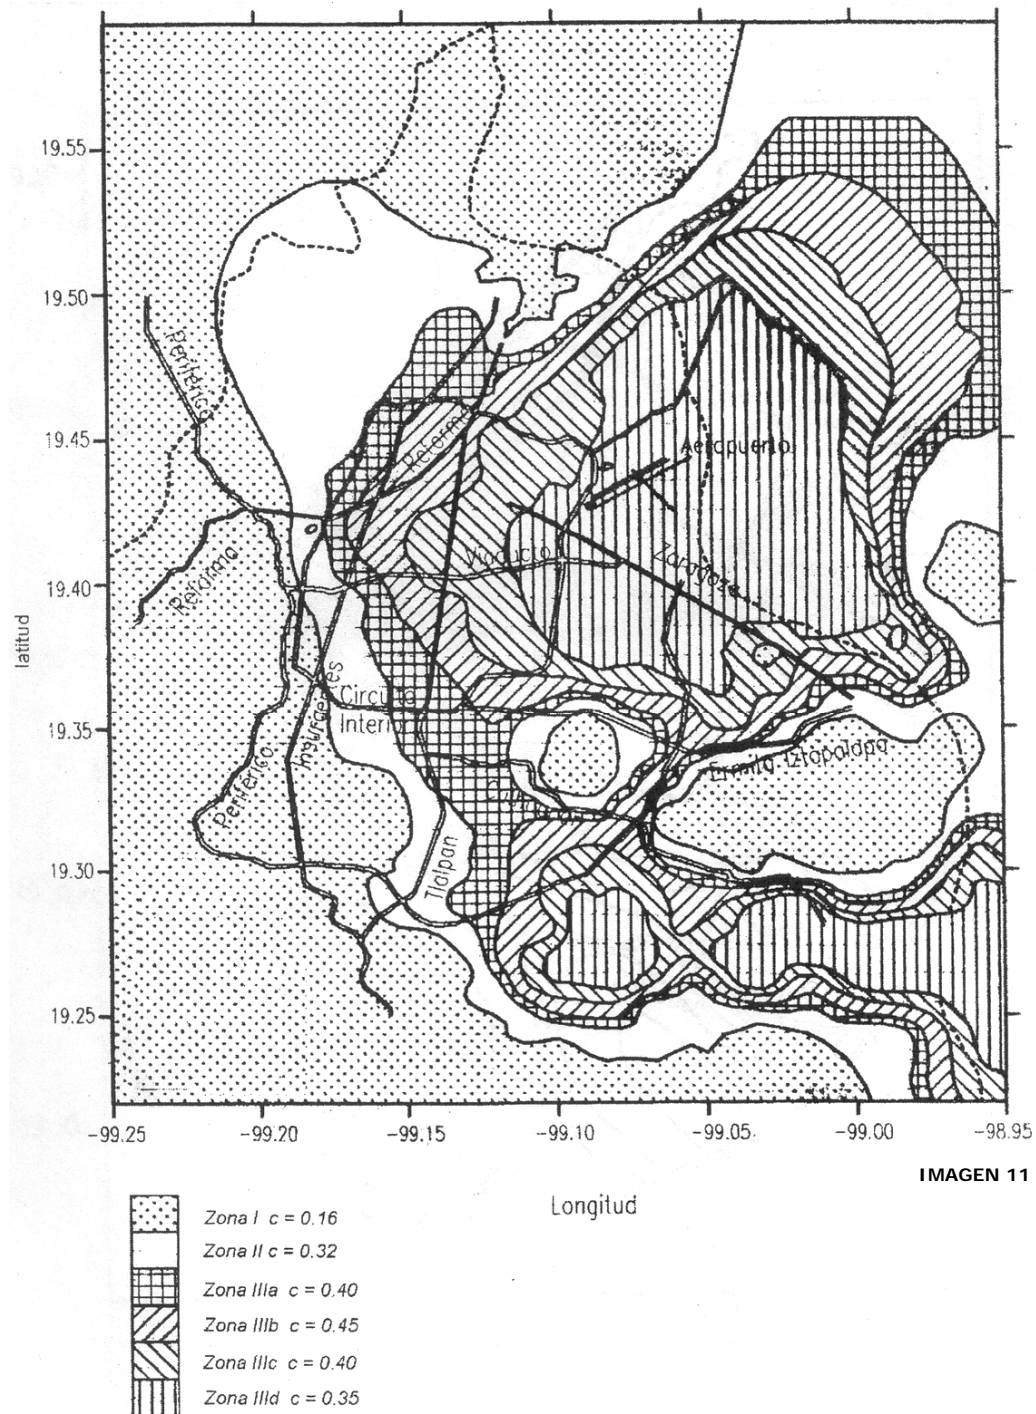 19.55
19.50
Periférico
Reforma
19.45
Aeropuerto
Viaducto
Zaragoza
Reforma
19.40
latitud
Insurgentes
Circuito
Interior
19.35
Ermita Iztapalapa
Periférico
Tlalpan
19.30
19.25
-99.25
-99.20
-99.15
-99.10
-99.05
-99.00
-98.95
IMAGEN 11
Longitud
Zona I c = 0.16
Zona II c = 0.32
Zona IIIa c = 0.40
Zona IIIb c = 0.45
Zona IIIc c = 0.40
Zona IIId c = 0.35